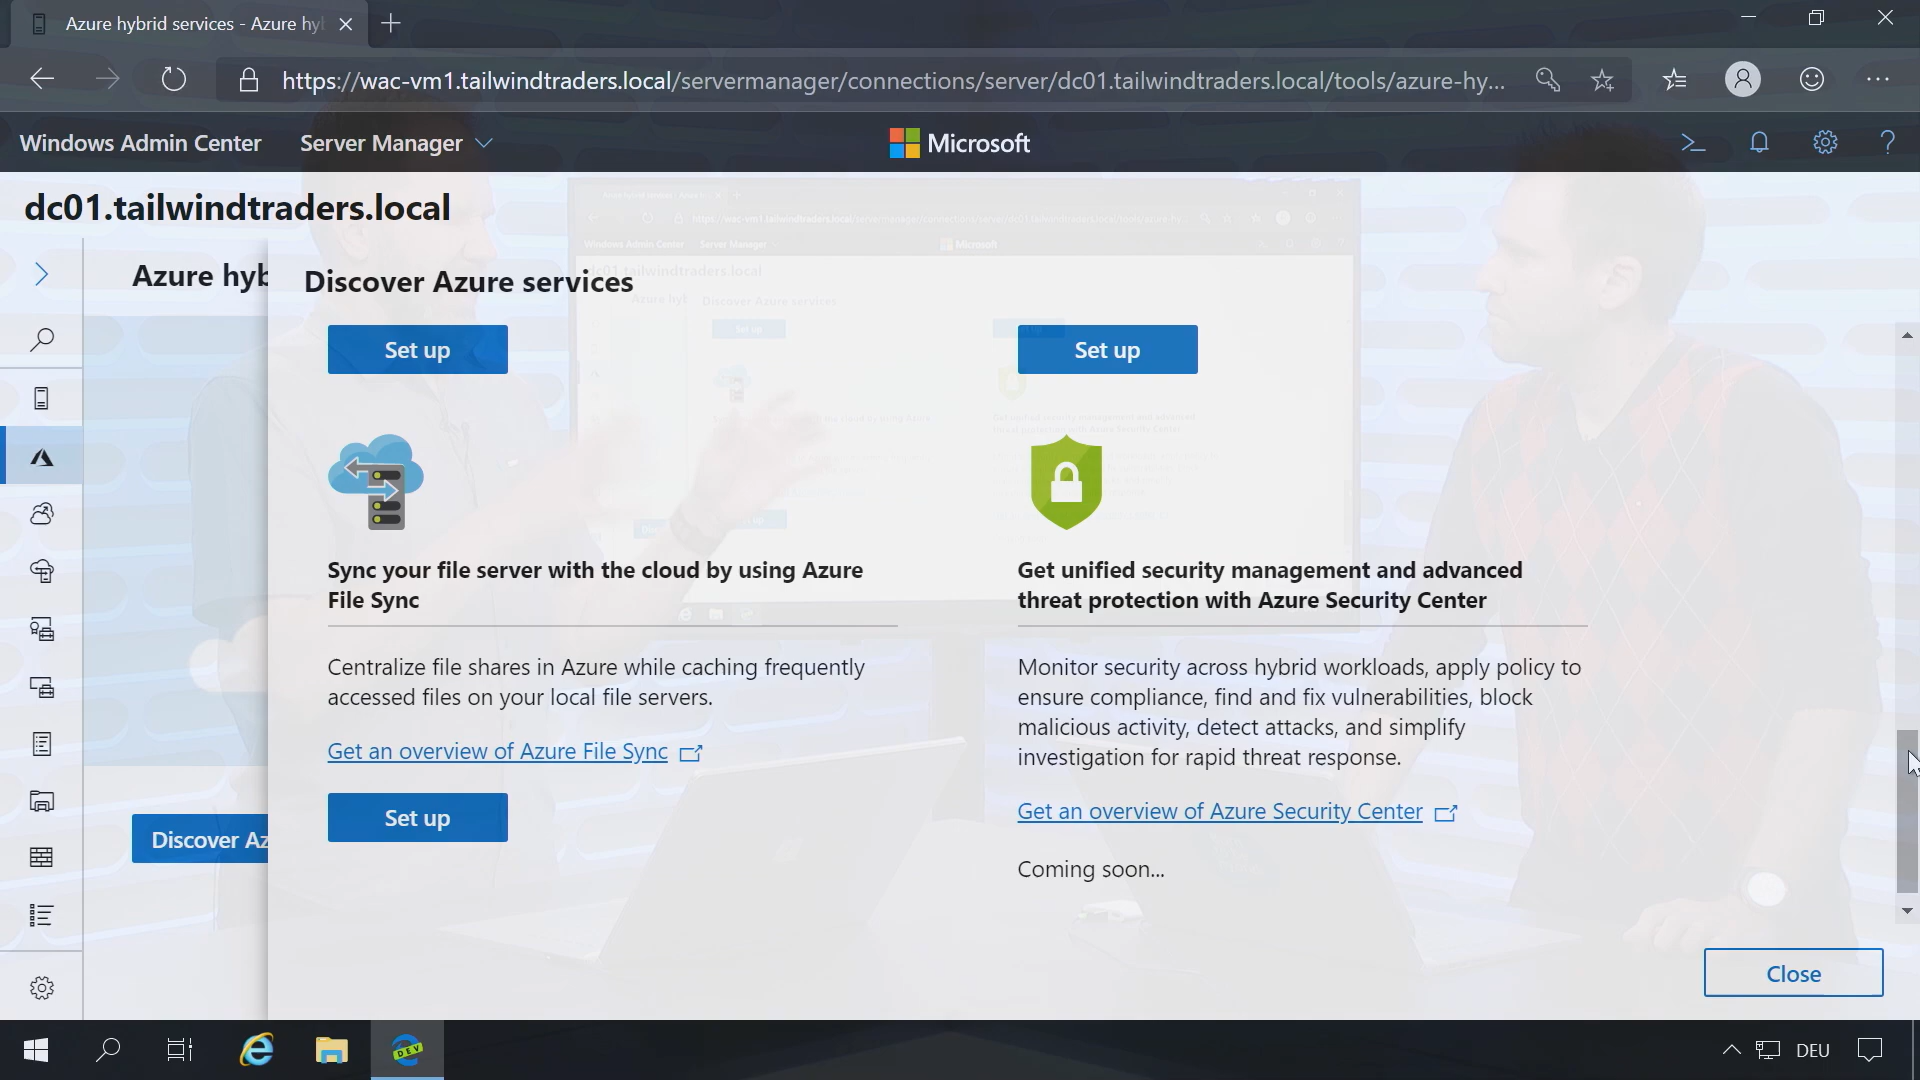 Azure hybrid services - Azure hyb
https://wac-vm1.tailwindtraders.local/servermanager/connections/server/dc01.tailwindtraders.local/tools/azure-hy...
Windows Admin Center
Server Manager
Microsoft
dc01.tailwindtraders.local
Azure hyb
Discover Azure services
Set up
Set up
Sync your file server with the cloud by using Azure
File Sync
Centralize file shares in Azure while caching frequently
accessed files on your local file servers.
Get an overview of Azure File Sync
Set up
Get unified security management and advanced
threat protection with Azure Security Center
Monitor security across hybrid workloads, apply policy to
ensure compliance, find and fix vulnerabilities, block
malicious activity, detect attacks, and simplify
investigation for rapid threat response.
Get an overview of Azure Security Center
Coming soon...
Discover Az
Close
DEV
DEU